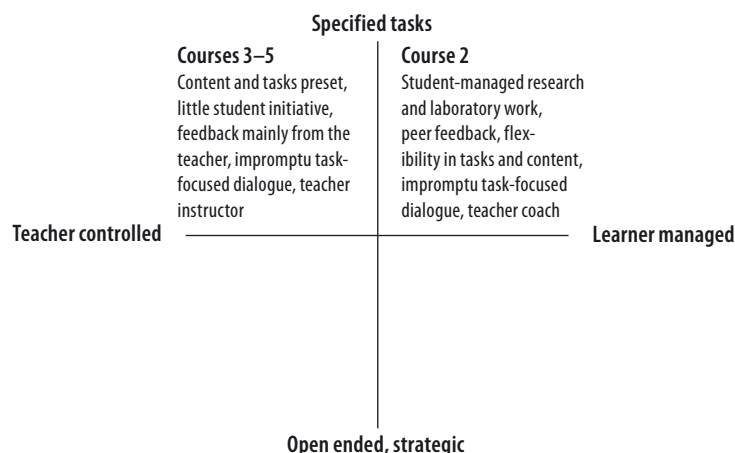 Specified tasks
Courses 3–5
Content and tasks preset,
little student initiative,
feedback mainly from the
teacher, impromptu task-
focused dialogue, teacher
instructor
Course 2
Student-managed research
and laboratory work,
peer feedback, flex-
ibility in tasks and content,
impromptu task-focused
dialogue, teacher coach
Teacher controlled
Learner managed
Open ended, strategic